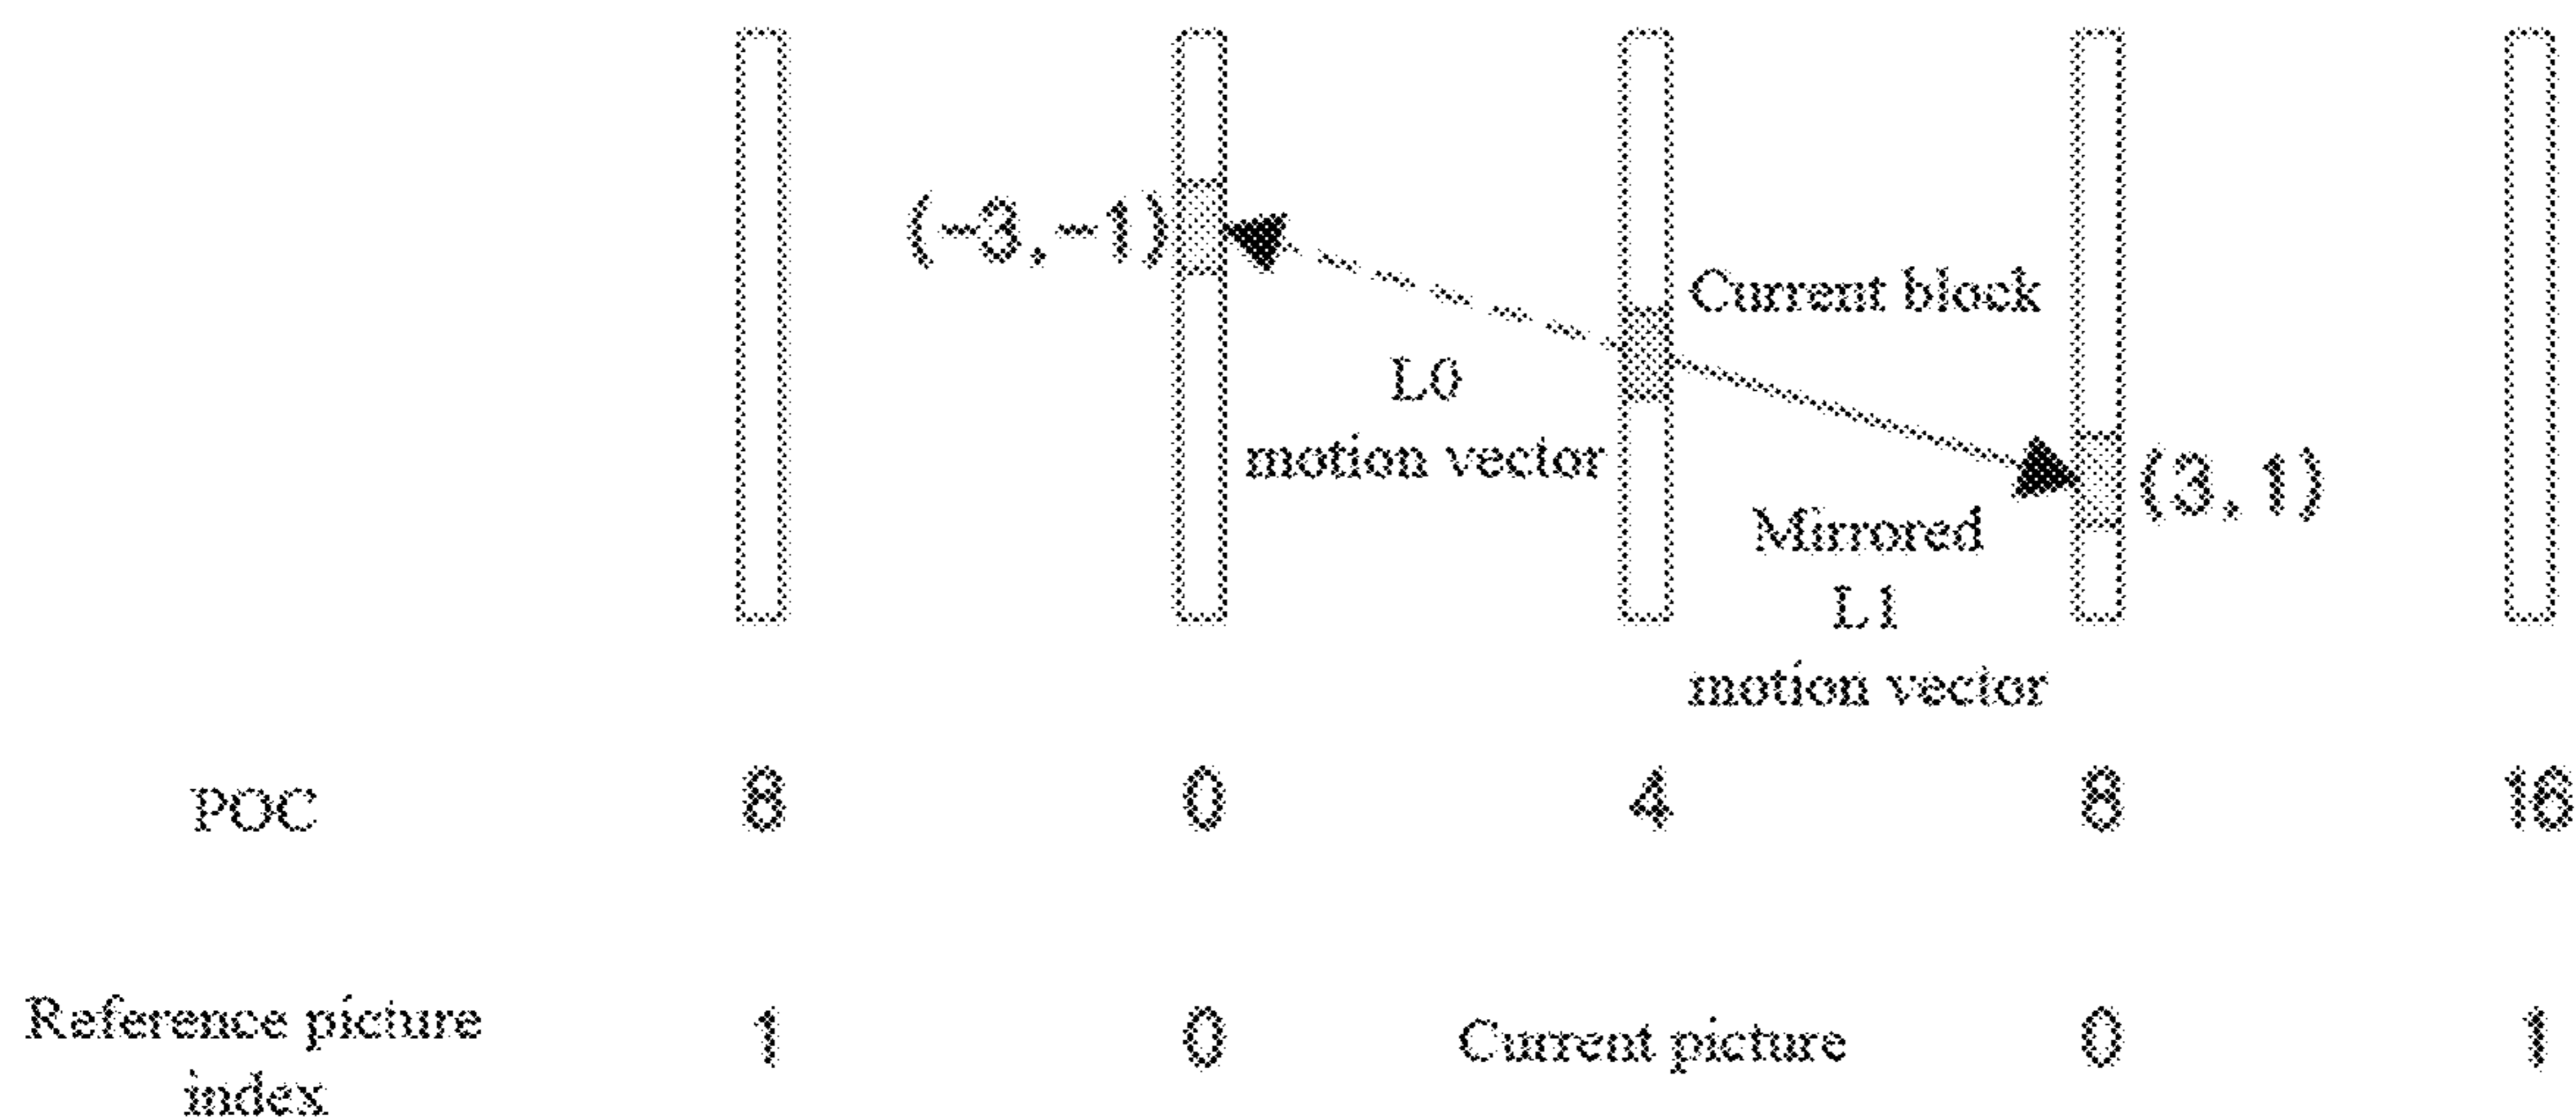 (-3,-1)
Current block
L0
motion vector
(3,1)
Mirrored
L1
motion vector
POC 8 0 4 8 16
Reference picture
index
1 0 Current picture 0 1